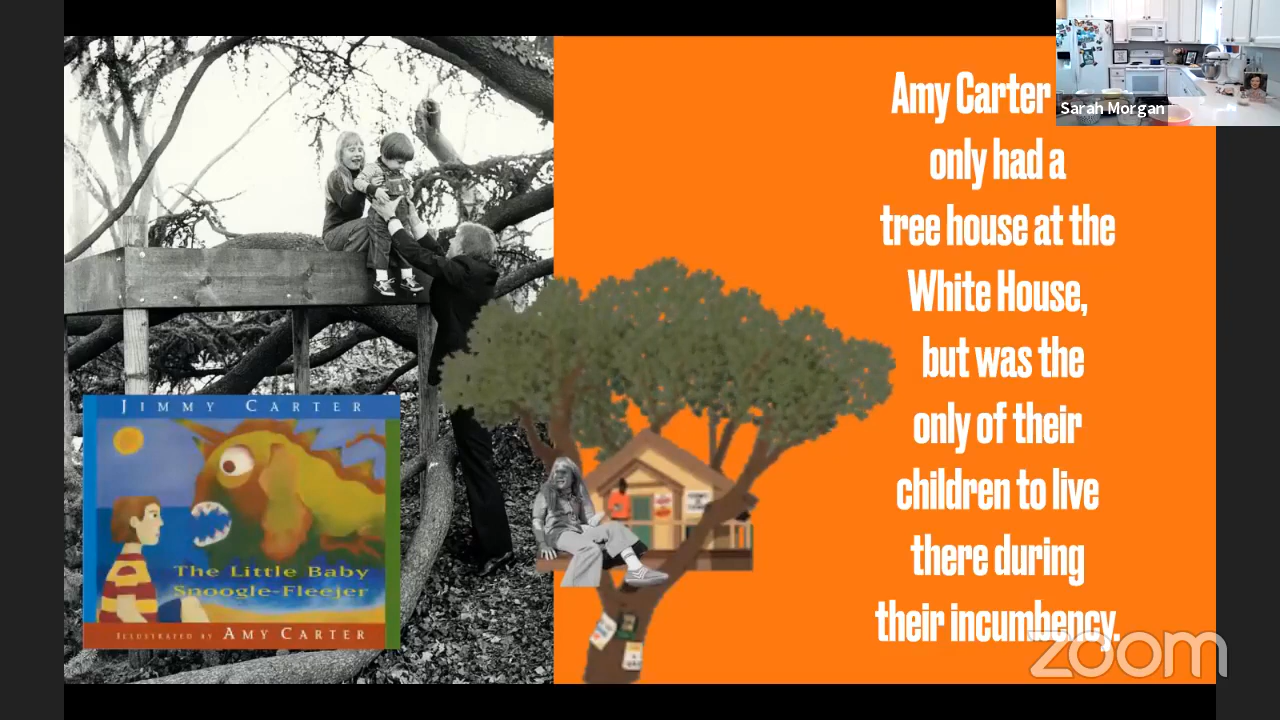 Amy Carter
only had a
tree house at the
White House,
but was the
only of their
children to live
there during
their incumbency.
Sarah Morgan
JIMMY CARTER
The Little Baby
Snoogle-Fleejer
ILLUSTRATED BY AMY CARTER
zoom